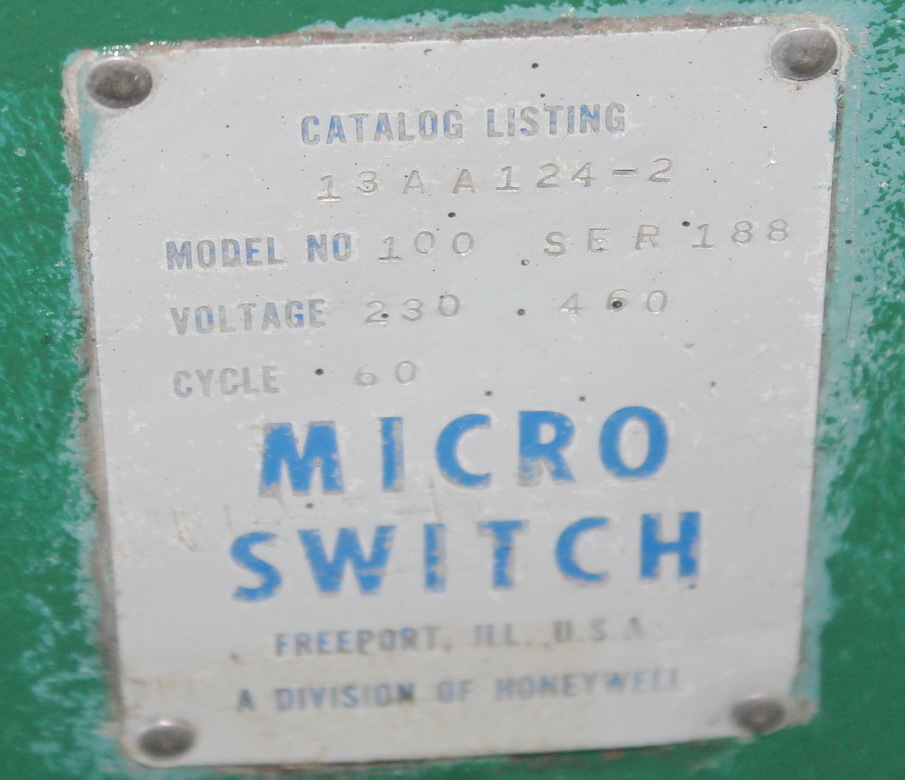 CATALOG LISTING
13AA124-2
MODEL NO 100 SER 188
VOLTAGE 230 460
CYCLE 60
MICRO
SWITCH
FREEPORT, ILL. U.S.A.
A DIVISION OF HONEYWELL